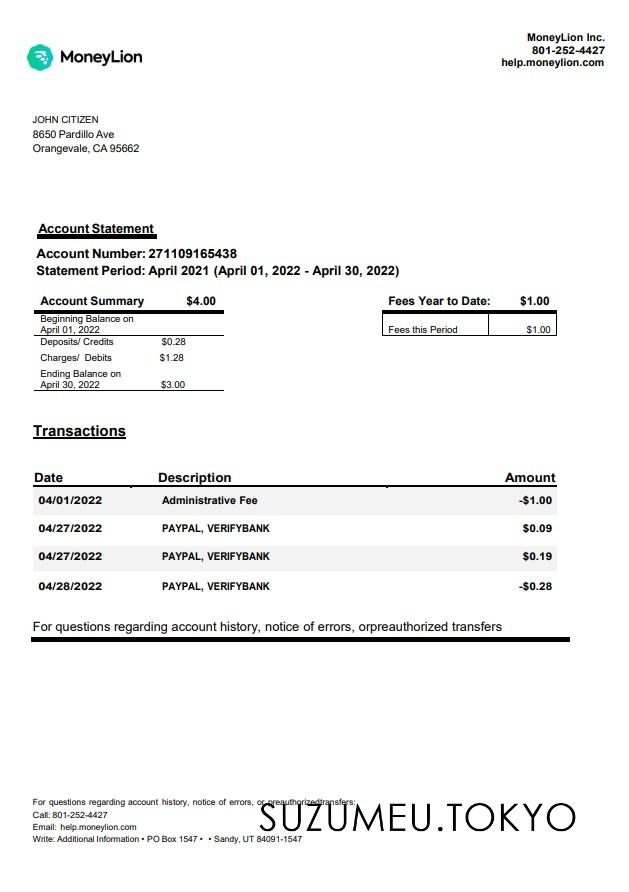 MoneyLion
MoneyLion Inc.
801-252-4427
help.moneylion.com
JOHN CITIZEN
8650 Pardillo Ave
Orangevale, CA 95662
Account Statement
Account Number: 271109165438
Statement Period: April 2021 (April 01, 2022 - April 30, 2022)
Account Summary $4.00
Beginning Balance on
April 01, 2022
Deposits/ Credits $0.28
Charges/ Debits $1.28
Ending Balance on
April 30, 2022 $3.00
Fees Year to Date: $1.00
Fees this Period $1.00
Transactions
Date Description Amount
04/01/2022 Administrative Fee -$1.00
04/27/2022 PAYPAL, VERIFYBANK $0.09
04/27/2022 PAYPAL, VERIFYBANK $0.19
04/28/2022 PAYPAL, VERIFYBANK -$0.28
For questions regarding account history, notice of errors, orpreauthorized transfers
For questions regarding account history, notice of errors, or preauthorizedtransfers:
Call: 801-252-4427
Email: help.moneylion.com
Write: Additional Information • PO Box 1547 • • Sandy, UT 84091-1547
SUZUMEU.TOKYO